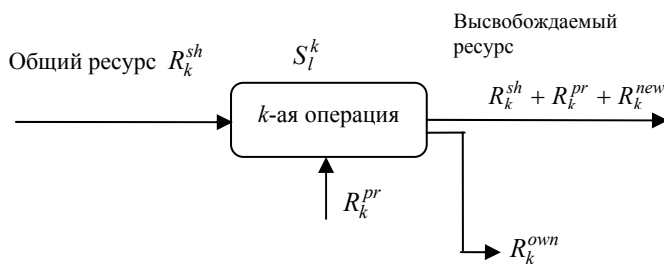 Высвобождаемый
ресурс
Общий ресурс $R_k^{sh}$
$S_l^k$
$R_k^{sh} + R_k^{pr} + R_k^{new}$
k-ая операция
$R_k^{pr}$
$R_k^{own}$